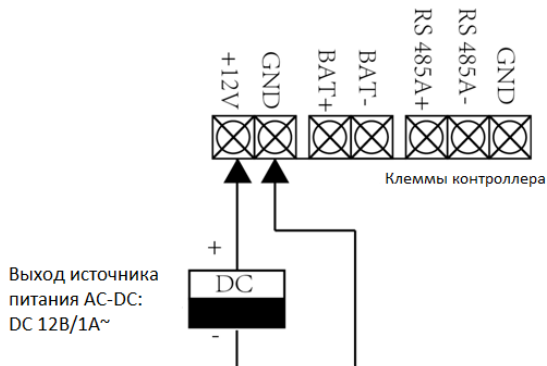 +12V
GND
BAT+
BAT-
RS 485A+
RS 485A-
GND
Клеммы контроллера
+
DC
-
Выход источника
питания AC-DC:
DC 12В/1А~